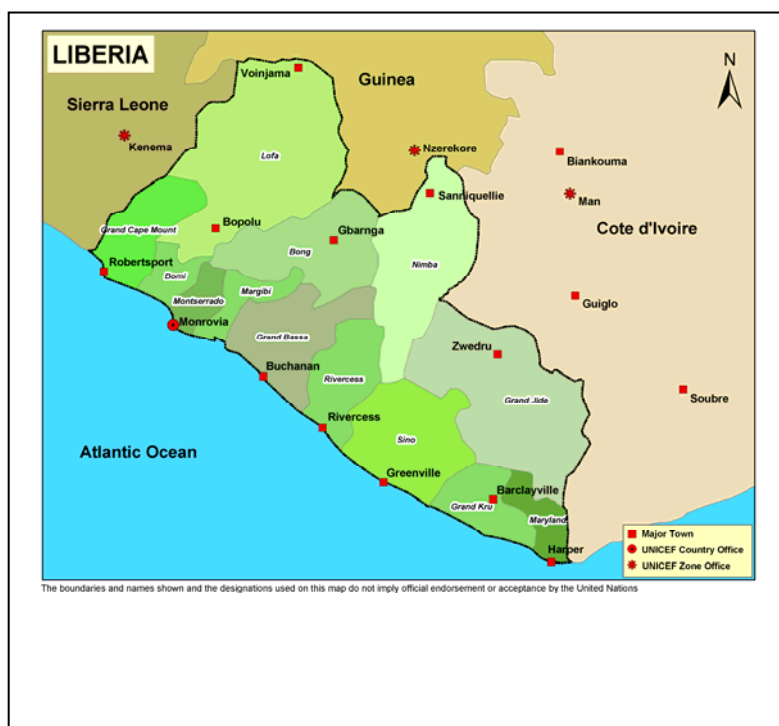 LIBERIA
Voinjama
Guinea
N
Sierra Leone
Kenema
Nzerekore
Biankouma
Lofa
Sanniquellie
Man
Grand Cape Mount
Bopolu
Gbarnga
Cote d'Ivoire
Bong
Nimba
Robertsport
Bomi
Margibi
Montserrado
Guiglo
Monrovia
Grand Bassa
Zwedru
Buchanan
Rivercess
Soubre
Grand Jide
Rivercess
Sino
Atlantic Ocean
Greenville
Barclayville
Grand Kru
Maryland
Harper
Major Town
UNICEF Country Office
UNICEF Zone Office
The boundaries and names shown and the designations used on this map do not imply official endorsement or acceptance by the United Nations